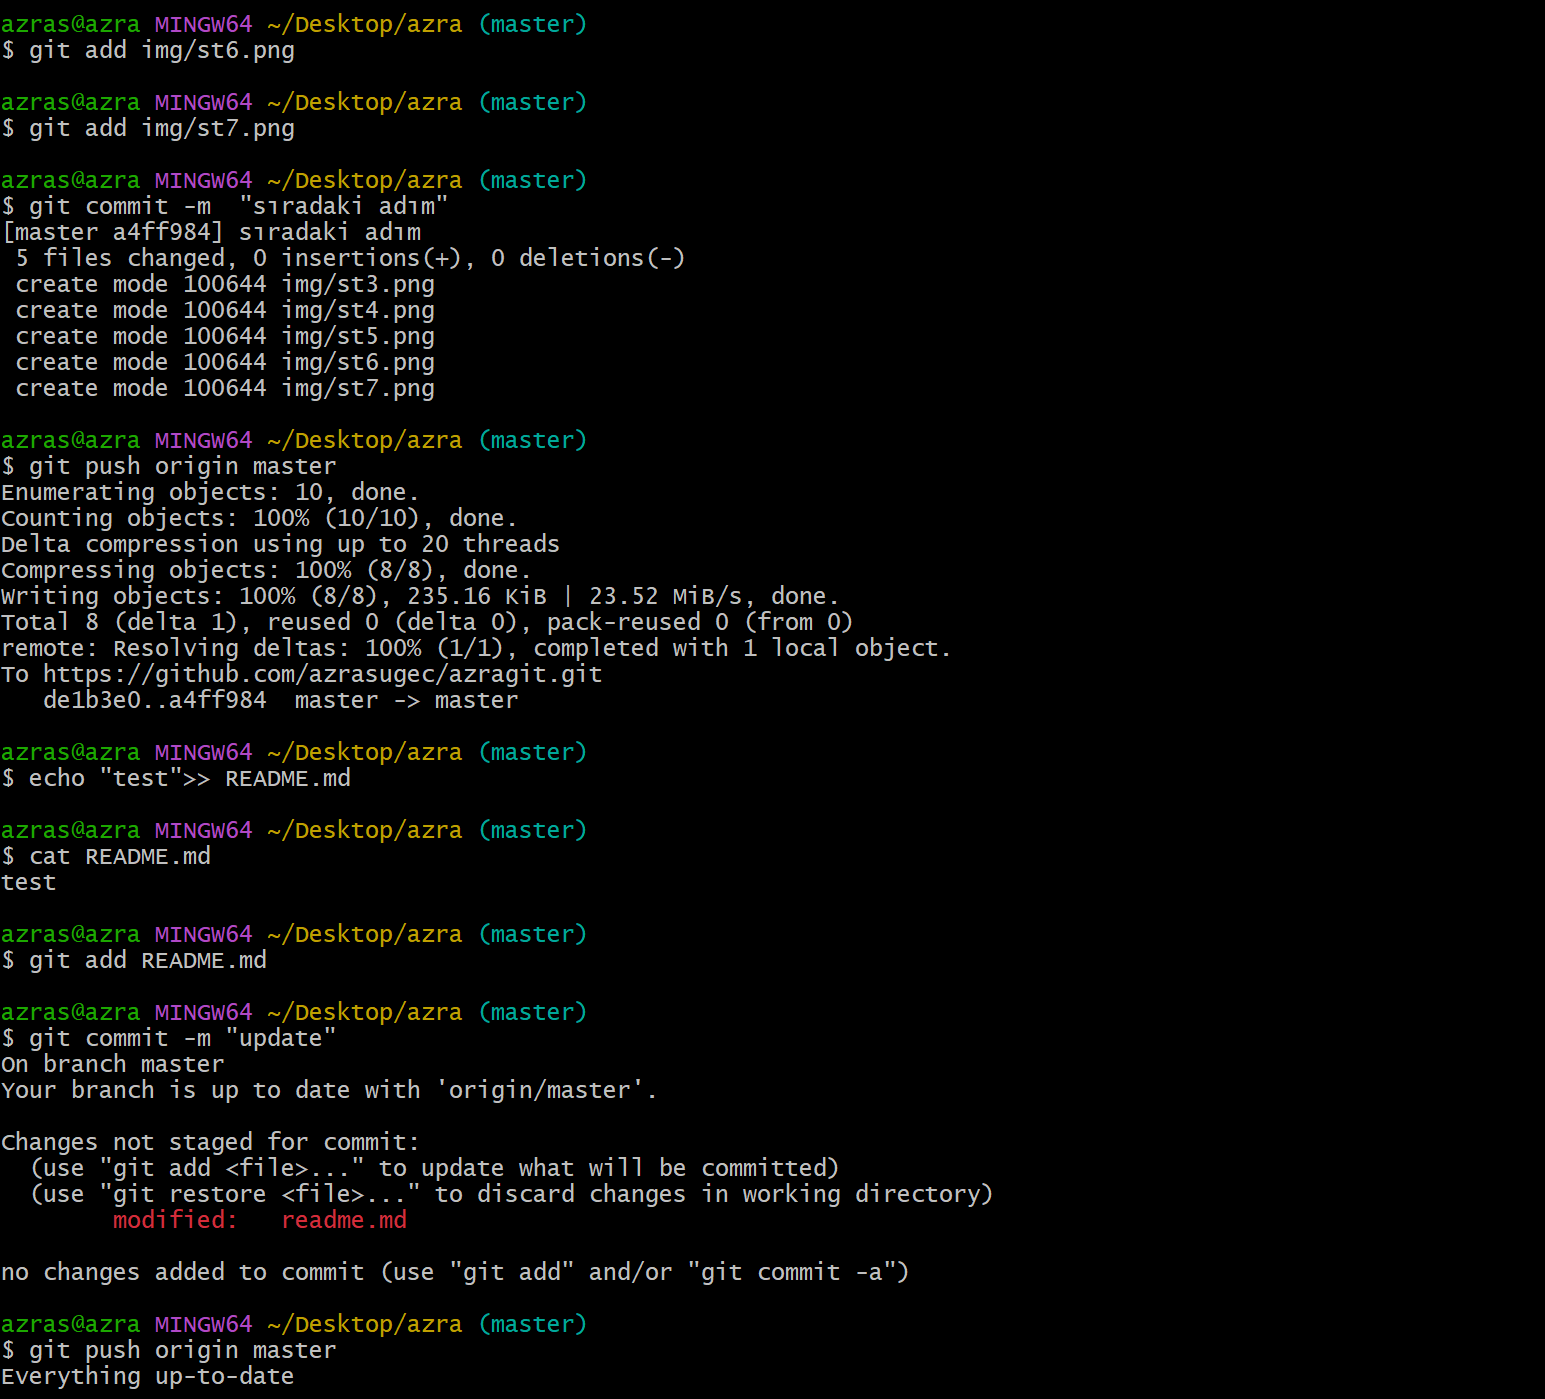 azras@azra MINGW64 ~/Desktop/azra (master)
$ git add img/st6.png
azras@azra MINGW64 ~/Desktop/azra (master)
$ git add img/st7.png
azras@azra MINGW64 ~/Desktop/azra (master)
$ git commit -m  "sıradaki adım"
[master a4ff984] sıradaki adım
 5 files changed, 0 insertions(+), 0 deletions(-)
 create mode 100644 img/st3.png
 create mode 100644 img/st4.png
 create mode 100644 img/st5.png
 create mode 100644 img/st6.png
 create mode 100644 img/st7.png
azras@azra MINGW64 ~/Desktop/azra (master)
$ git push origin master
Enumerating objects: 10, done.
Counting objects: 100% (10/10), done.
Delta compression using up to 20 threads
Compressing objects: 100% (8/8), done.
Writing objects: 100% (8/8), 235.16 KiB | 23.52 MiB/s, done.
Total 8 (delta 1), reused 0 (delta 0), pack-reused 0 (from 0)
remote: Resolving deltas: 100% (1/1), completed with 1 local object.
To https://github.com/azrasugec/azragit.git
   de1b3e0..a4ff984  master -> master
azras@azra MINGW64 ~/Desktop/azra (master)
$ echo "test">> README.md
azras@azra MINGW64 ~/Desktop/azra (master)
$ cat README.md
test
azras@azra MINGW64 ~/Desktop/azra (master)
$ git add README.md
azras@azra MINGW64 ~/Desktop/azra (master)
$ git commit -m "update"
On branch master
Your branch is up to date with 'origin/master'.
Changes not staged for commit:
  (use "git add <file>..." to update what will be committed)
  (use "git restore <file>..." to discard changes in working directory)
        modified:   readme.md
no changes added to commit (use "git add" and/or "git commit -a")
azras@azra MINGW64 ~/Desktop/azra (master)
$ git push origin master
Everything up-to-date